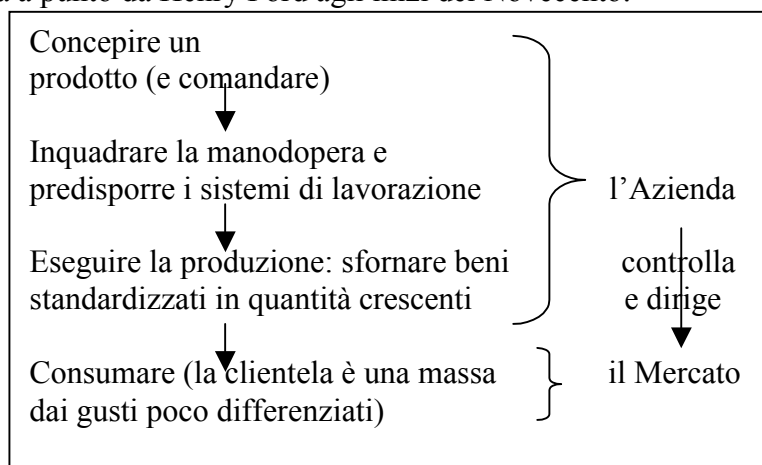 a punto da Henry Ford agli inizi del Novecento.
Concepire un
prodotto (e comandare)
Inquadrare la manodopera e
predisporre i sistemi di lavorazione
l’Azienda
Eseguire la produzione: sfornare beni
standardizzati in quantità crescenti
controlla
e dirige
Consumare (la clientela è una massa
dai gusti poco differenziati)
il Mercato